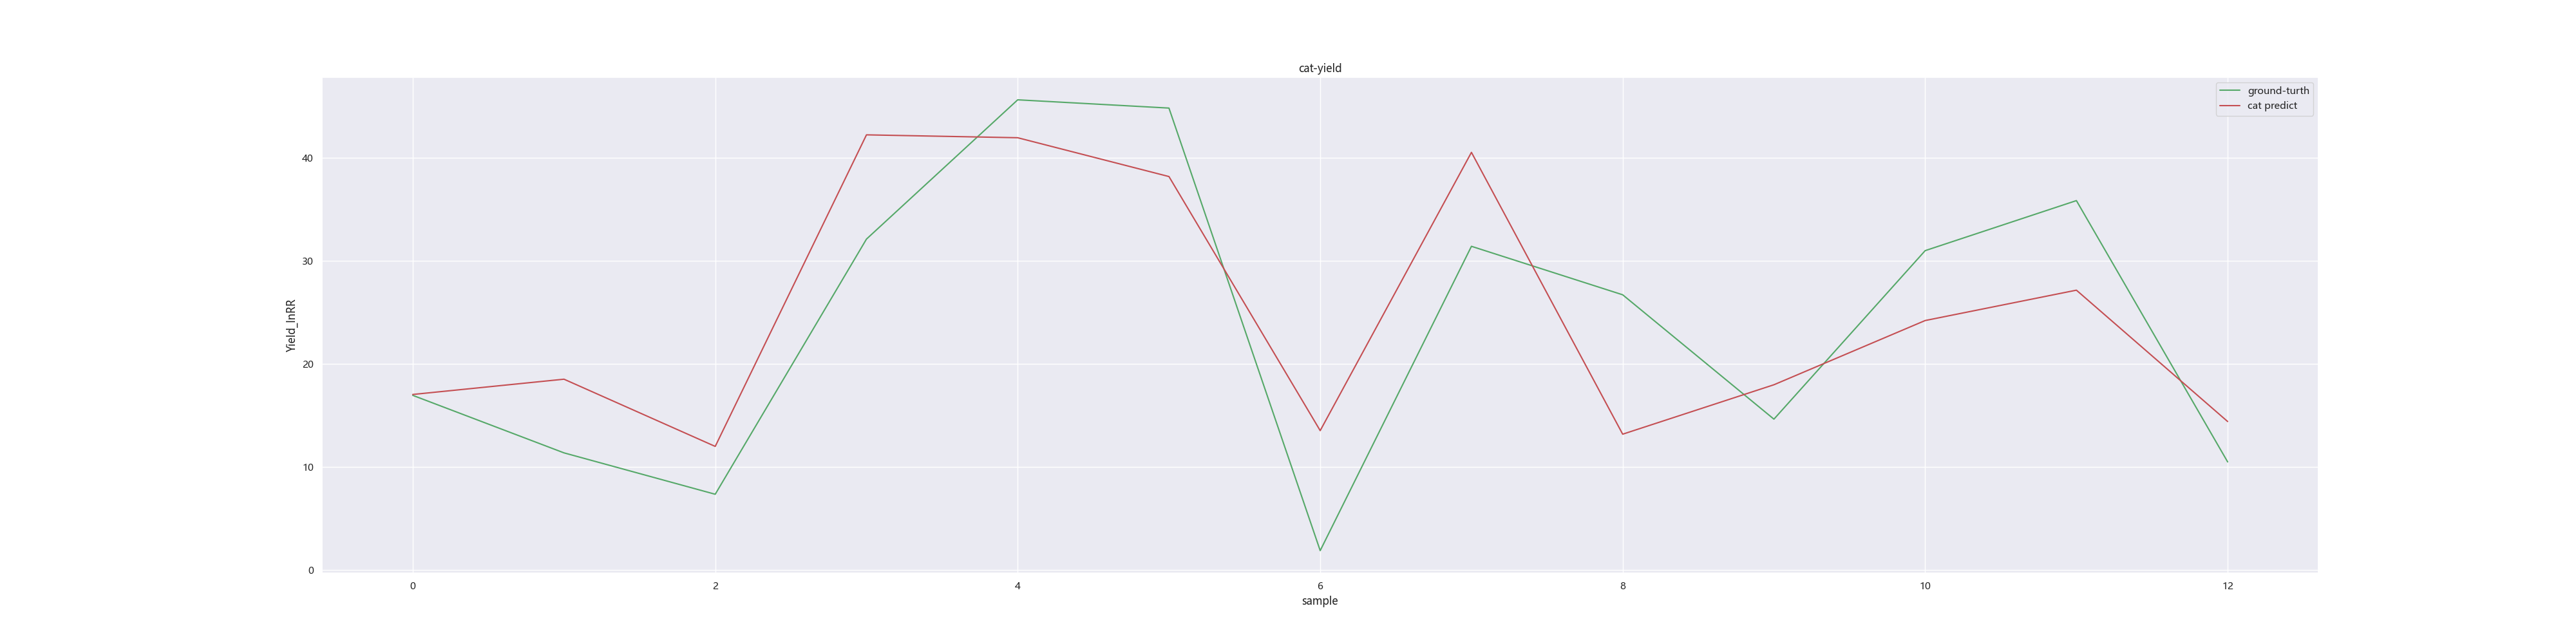 cat-yield
ground-turth
cat predict
Yield_lnRR
40
30
20
10
0
0 2 4 6 8 10 12
sample